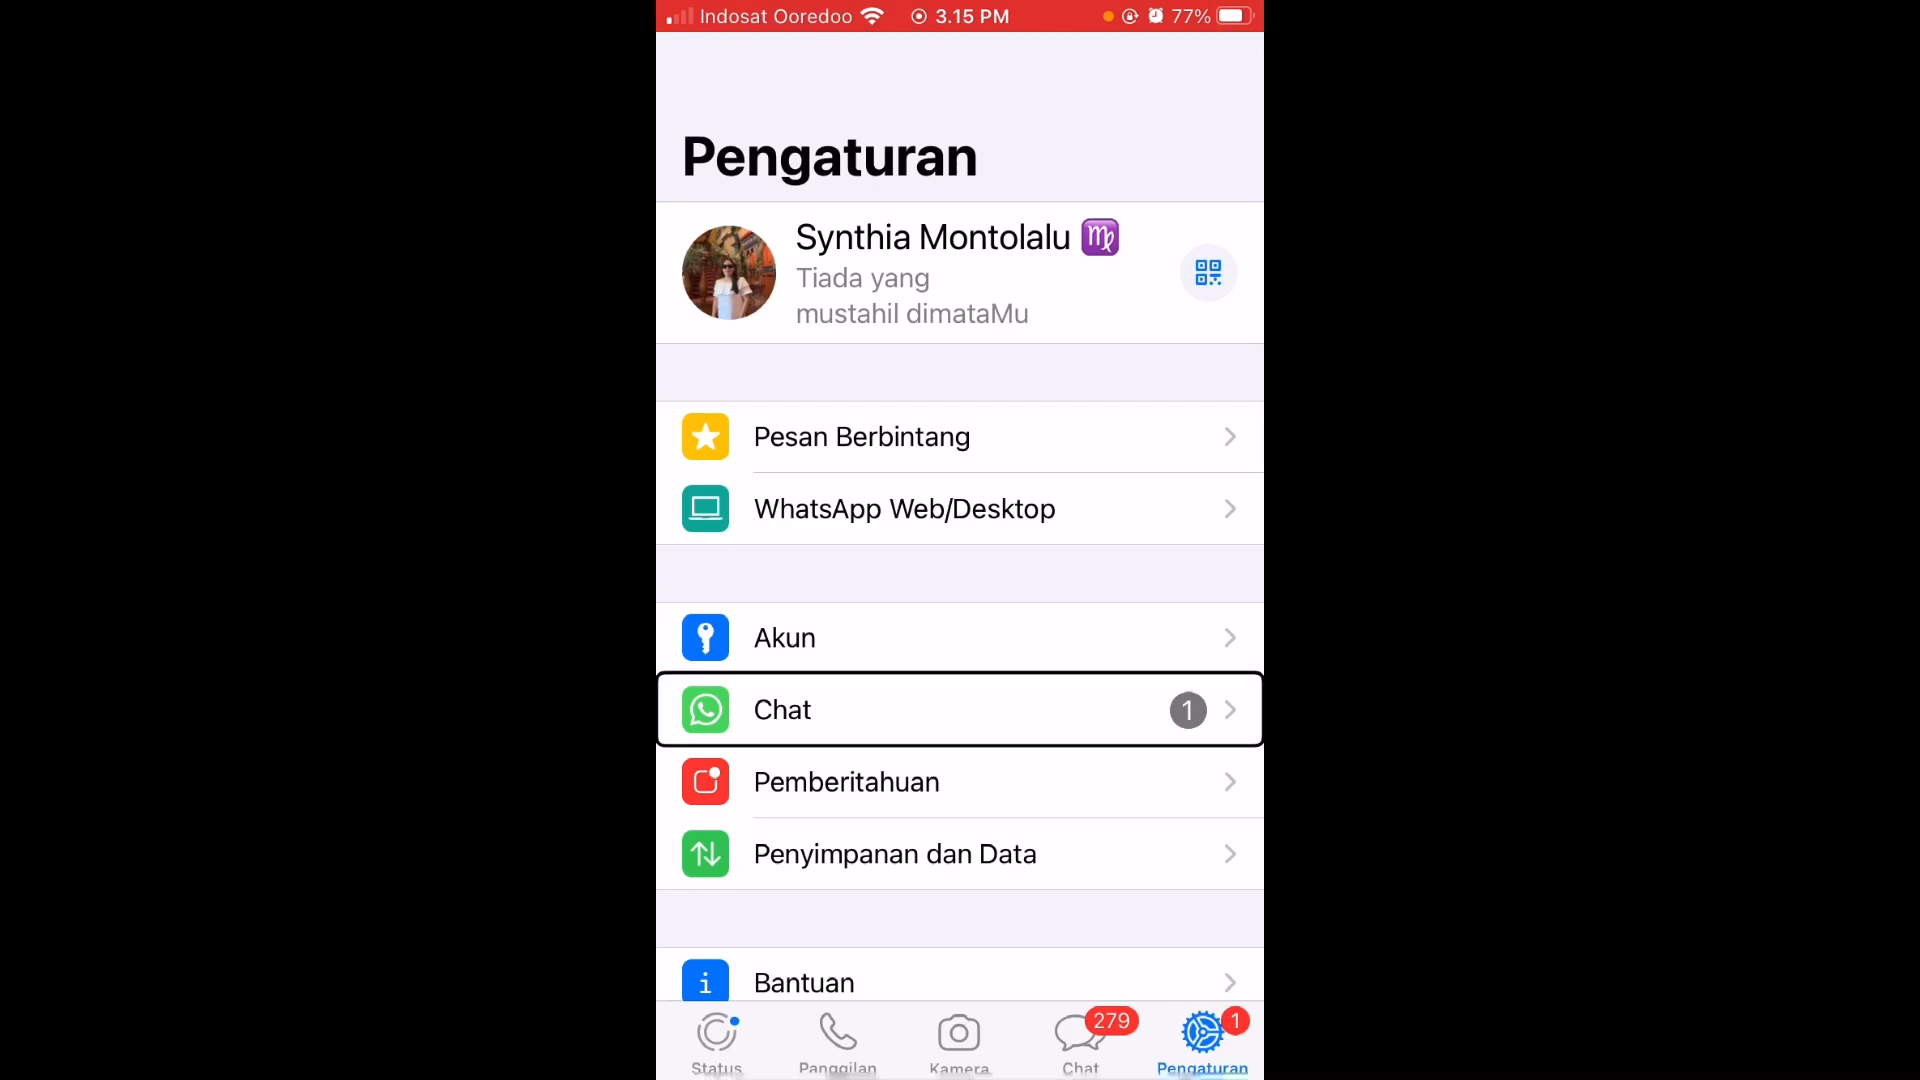 Indosat Ooredoo 3.15 PM 77%
Pengaturan
Synthia Montolalu
Tiada yang
mustahil dimataMu
Pesan Berbintang
WhatsApp Web/Desktop
Akun
Chat 1
Pemberitahuan
Penyimpanan dan Data
Bantuan
279 1
Status Panggilan Kamera Chat Pengaturan